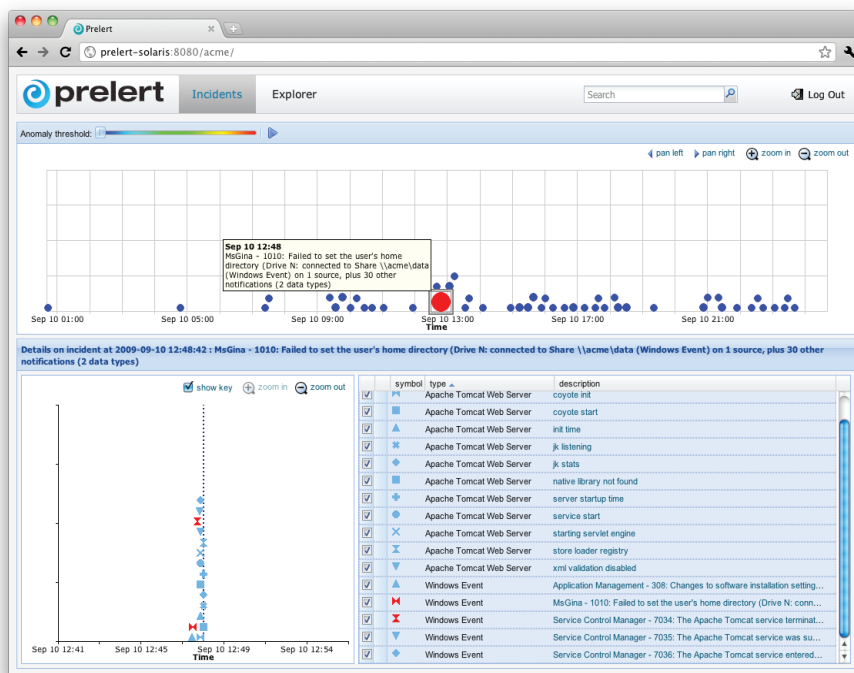 Prelert
prelert-solaris:8080/acme/
prelert
Incidents
Explorer
Search
Log Out
Anomaly threshold:
pan left
pan right
zoom in
zoom out
Sep 10 12:48
MsGina - 1010: Failed to set the user's home
directory (Drive N: connected to Share \\acme\data
(Windows Event) on 1 source, plus 30 other
notifications (2 data types)
Sep 10 01:00
Sep 10 05:00
Sep 10 09:00
Sep 10 13:00
Sep 10 17:00
Sep 10 21:00
Time
Details on incident at 2009-09-10 12:48:42 : MsGina - 1010: Failed to set the user's home directory (Drive N: connected to Share \\acme\data (Windows Event) on 1 source, plus 30 other
notifications (2 data types)
show key
zoom in
zoom out
Sep 10 12:41
Sep 10 12:45
Sep 10 12:49
Sep 10 12:54
Time
symbol type description
Apache Tomcat Web Server coyote init
Apache Tomcat Web Server coyote start
Apache Tomcat Web Server init time
Apache Tomcat Web Server jk listening
Apache Tomcat Web Server jk stats
Apache Tomcat Web Server native library not found
Apache Tomcat Web Server server startup time
Apache Tomcat Web Server service start
Apache Tomcat Web Server starting servlet engine
Apache Tomcat Web Server store loader registry
Apache Tomcat Web Server xml validation disabled
Windows Event Application Management - 308: Changes to software installation setting...
Windows Event MsGina - 1010: Failed to set the user's home directory (Drive N: conn...
Windows Event Service Control Manager - 7034: The Apache Tomcat service terminat...
Windows Event Service Control Manager - 7035: The Apache Tomcat service was su...
Windows Event Service Control Manager - 7036: The Apache Tomcat service entered...